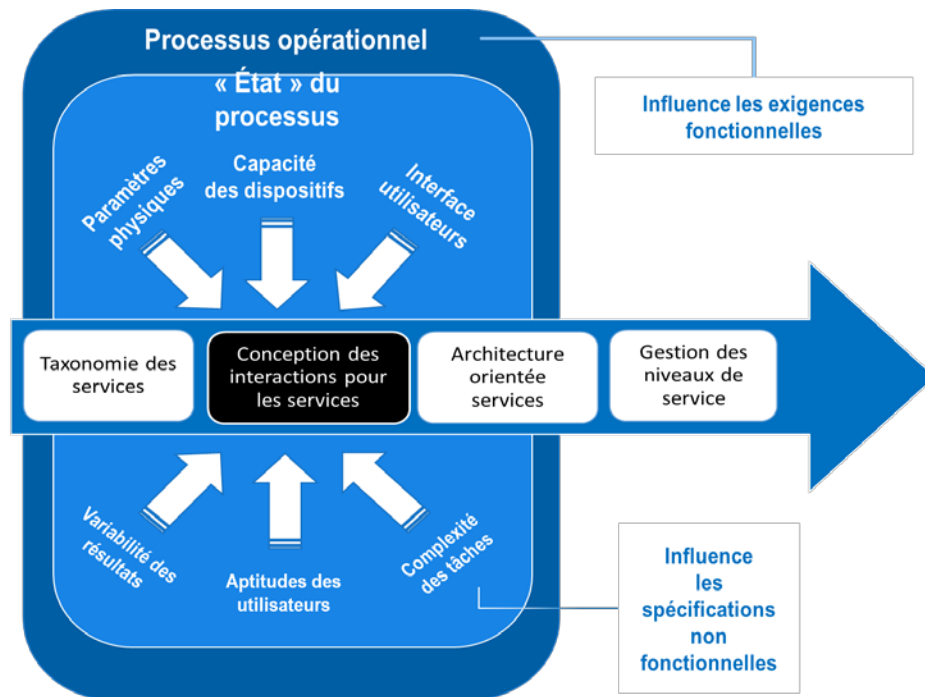 Processus opérationnel
« État » du
processus
Influence les exigences
fonctionnelles
Paramètres
physiques
Capacité
des dispositifs
Interface
utilisateurs
Taxonomie des
services
Conception des
interactions pour
les services
Architecture
orientée
services
Gestion des
niveaux de
service
Variabilité des
résultats
Aptitudes des
utilisateurs
Complexité
des tâches
Influence
les
spécifications
non
fonctionnelles